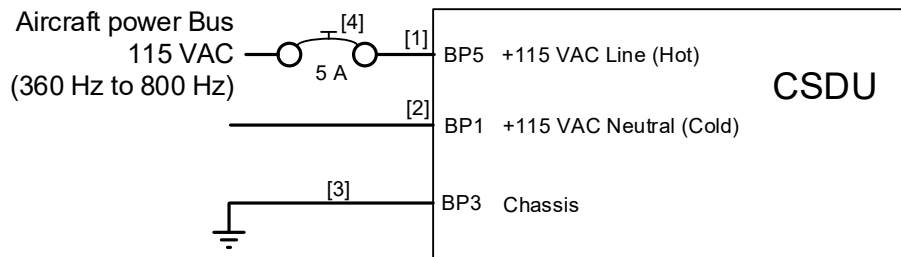 Aircraft power Bus
115 VAC
(360 Hz to 800 Hz)
[4]
5 A
[1]
BP5 +115 VAC Line (Hot)
CSDU
[2]
BP1 +115 VAC Neutral (Cold)
[3]
BP3 Chassis